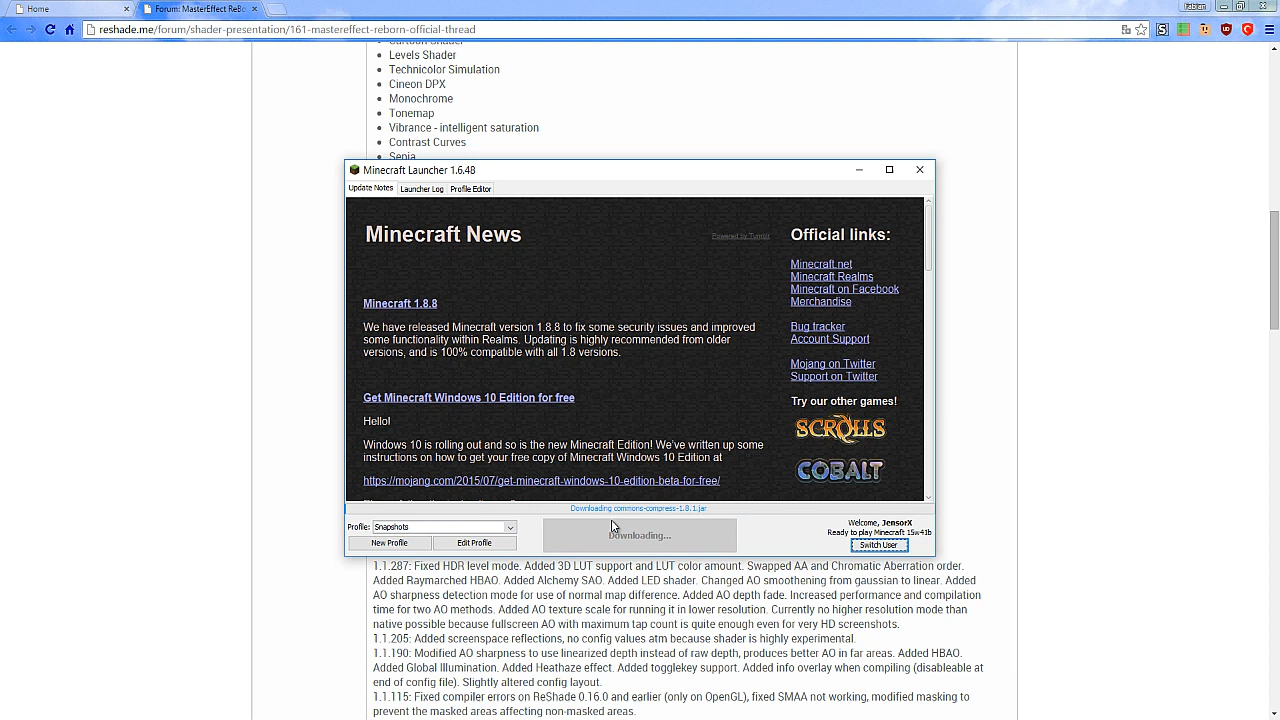 Home
Forum: MasterEffect ReBo
fabian
reshade.me/forum/shader-presentation/161-mastereffect-reborn-official-thread
Cartoon Shader
Levels Shader
Technicolor Simulation
Cineon DPX
Monochrome
Tonemap
Vibrance - intelligent saturation
Contrast Curves
Sepia
Minecraft Launcher 1.6.48
Update Notes
Launcher Log
Profile Editor
Minecraft News
Powered by Tumblr
Minecraft 1.8.8
We have released Minecraft version 1.8.8 to fix some security issues and improved
some functionality within Realms. Updating is highly recommended from older
versions, and is 100% compatible with all 1.8 versions.
Get Minecraft Windows 10 Edition for free
Hello!
Windows 10 is rolling out and so is the new Minecraft Edition! We've written up some
instructions on how to get your free copy of Minecraft Windows 10 Edition at
https://mojang.com/2015/07/get-minecraft-windows-10-edition-beta-for-free/
Official links:
Minecraft.net
Minecraft Realms
Minecraft on Facebook
Merchandise
Bug tracker
Account Support
Mojang on Twitter
Support on Twitter
Try our other games!
SCROLLS
COBALT
Downloading commons-compress-1.8.1.jar
Profile:
Snapshots
New Profile
Edit Profile
Downloading...
Welcome, JensorX
Ready to play Minecraft 15w41b
Switch User
1.1.287: Fixed HDR level mode. Added 3D LUT support and LUT color amount. Swapped AA and Chromatic Aberration order.
Added Raymarched HBAO. Added Alchemy SAO. Added LED shader. Changed AO smoothening from gaussian to linear. Added
AO sharpness detection mode for use of normal map difference. Added AO depth fade. Increased performance and compilation
time for two AO methods. Added AO texture scale for running it in lower resolution. Currently no higher resolution mode than
native possible because fullscreen AO with maximum tap count is quite enough even for very HD screenshots.
1.1.205: Added screenspace reflections, no config values atm because shader is highly experimental.
1.1.190: Modified AO sharpness to use linearized depth instead of raw depth, produces better AO in far areas. Added HBAO.
Added Global Illumination. Added Heathaze effect. Added togglekey support. Added info overlay when compiling (disableable at
end of config file). Slightly altered config layout.
1.1.115: Fixed compiler errors on ReShade 0.16.0 and earlier (only on OpenGL), fixed SMAA not working, modified masking to
prevent the masked areas affecting non-masked areas.